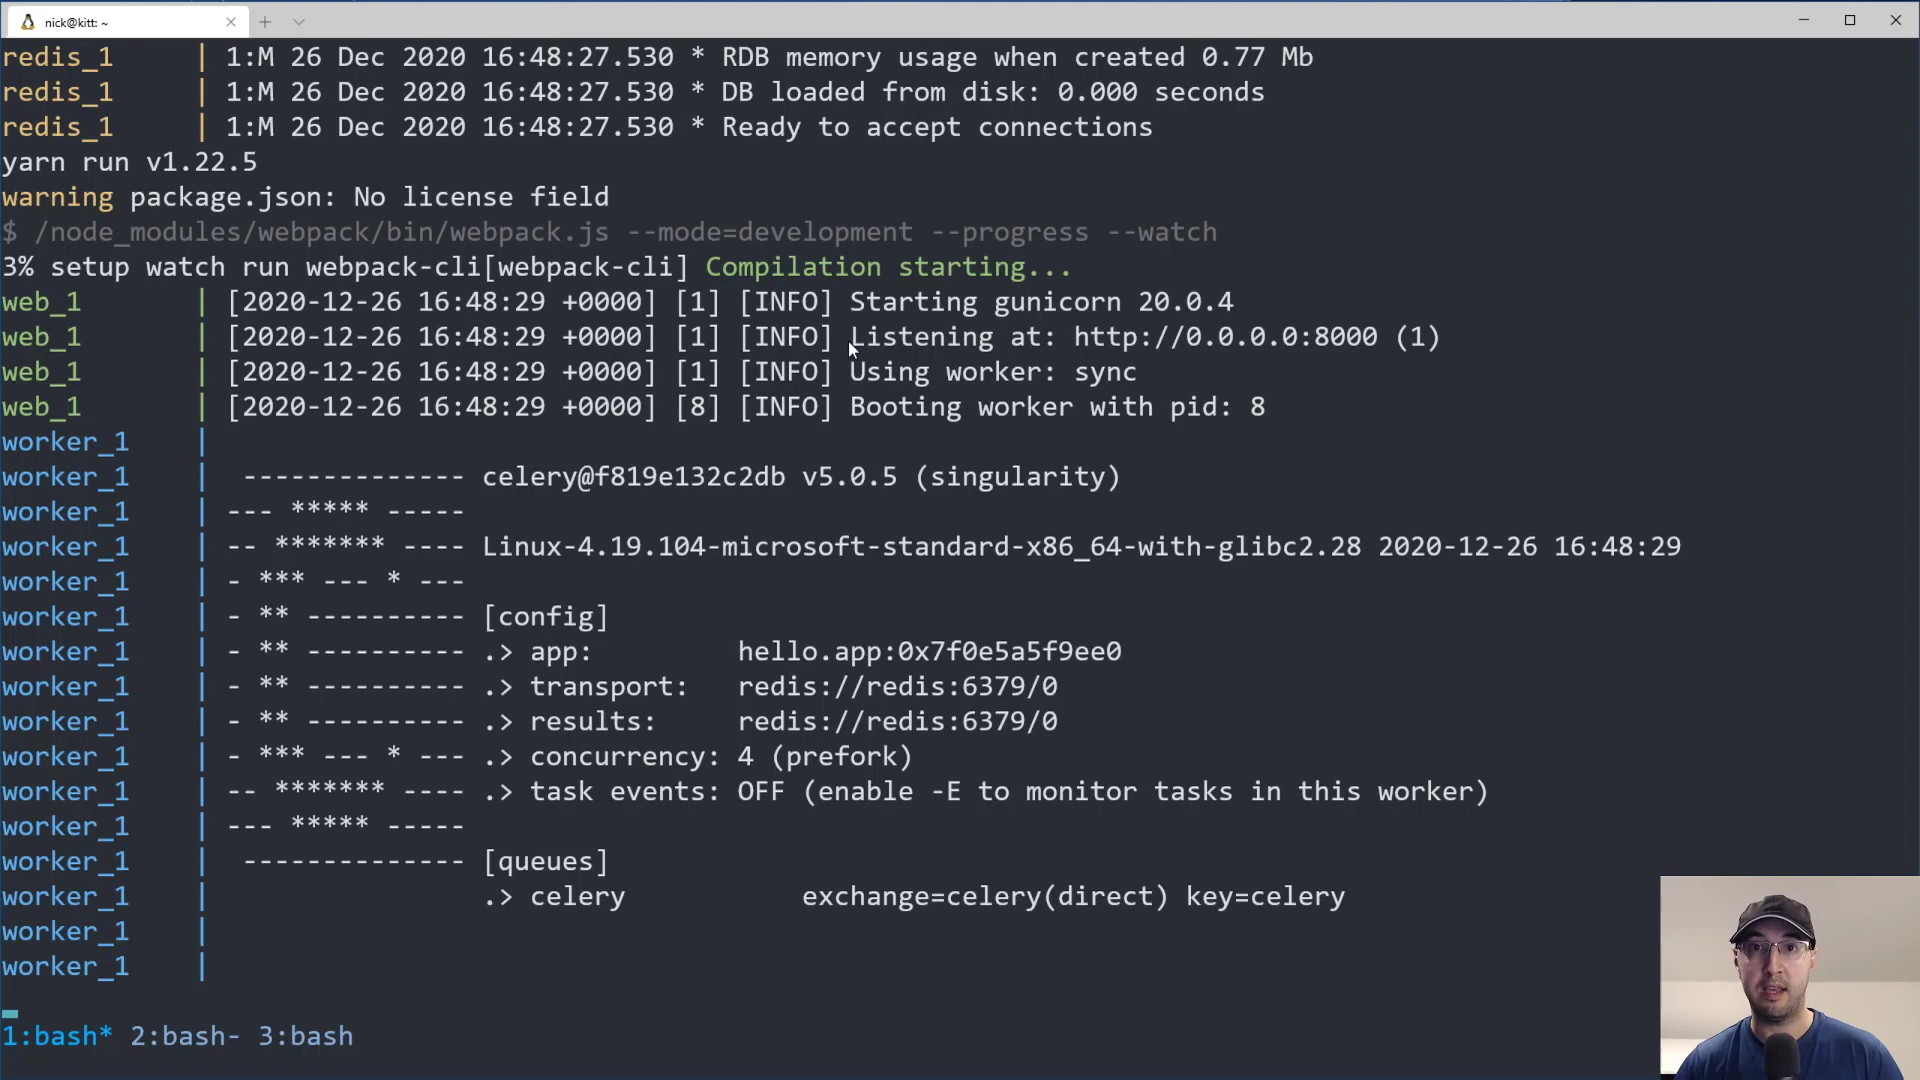 nick@kitt: ~
redis_1 | 1:M 26 Dec 2020 16:48:27.530 * RDB memory usage when created 0.77 Mb
redis_1 | 1:M 26 Dec 2020 16:48:27.530 * DB loaded from disk: 0.000 seconds
redis_1 | 1:M 26 Dec 2020 16:48:27.530 * Ready to accept connections
yarn run v1.22.5
warning package.json: No license field
$ /node_modules/webpack/bin/webpack.js --mode=development --progress --watch
3% setup watch run webpack-cli[webpack-cli] Compilation starting...
web_1 | [2020-12-26 16:48:29 +0000] [1] [INFO] Starting gunicorn 20.0.4
web_1 | [2020-12-26 16:48:29 +0000] [1] [INFO] Listening at: http://0.0.0.0:8000 (1)
web_1 | [2020-12-26 16:48:29 +0000] [1] [INFO] Using worker: sync
web_1 | [2020-12-26 16:48:29 +0000] [8] [INFO] Booting worker with pid: 8
worker_1 |
worker_1 | -------------- celery@f819e132c2db v5.0.5 (singularity)
worker_1 | --- ***** -----
worker_1 | -- ******* ---- Linux-4.19.104-microsoft-standard-x86_64-with-glibc2.28 2020-12-26 16:48:29
worker_1 | - *** --- * ---
worker_1 | - ** ---------- [config]
worker_1 | - ** ---------- .> app: hello.app:0x7f0e5a5f9ee0
worker_1 | - ** ---------- .> transport: redis://redis:6379/0
worker_1 | - ** ---------- .> results: redis://redis:6379/0
worker_1 | - *** --- * --- .> concurrency: 4 (prefork)
worker_1 | -- ******* ---- .> task events: OFF (enable -E to monitor tasks in this worker)
worker_1 | --- ***** -----
worker_1 | -------------- [queues]
worker_1 | .> celery exchange=celery(direct) key=celery
worker_1 |
worker_1 |
1:bash* 2:bash- 3:bash